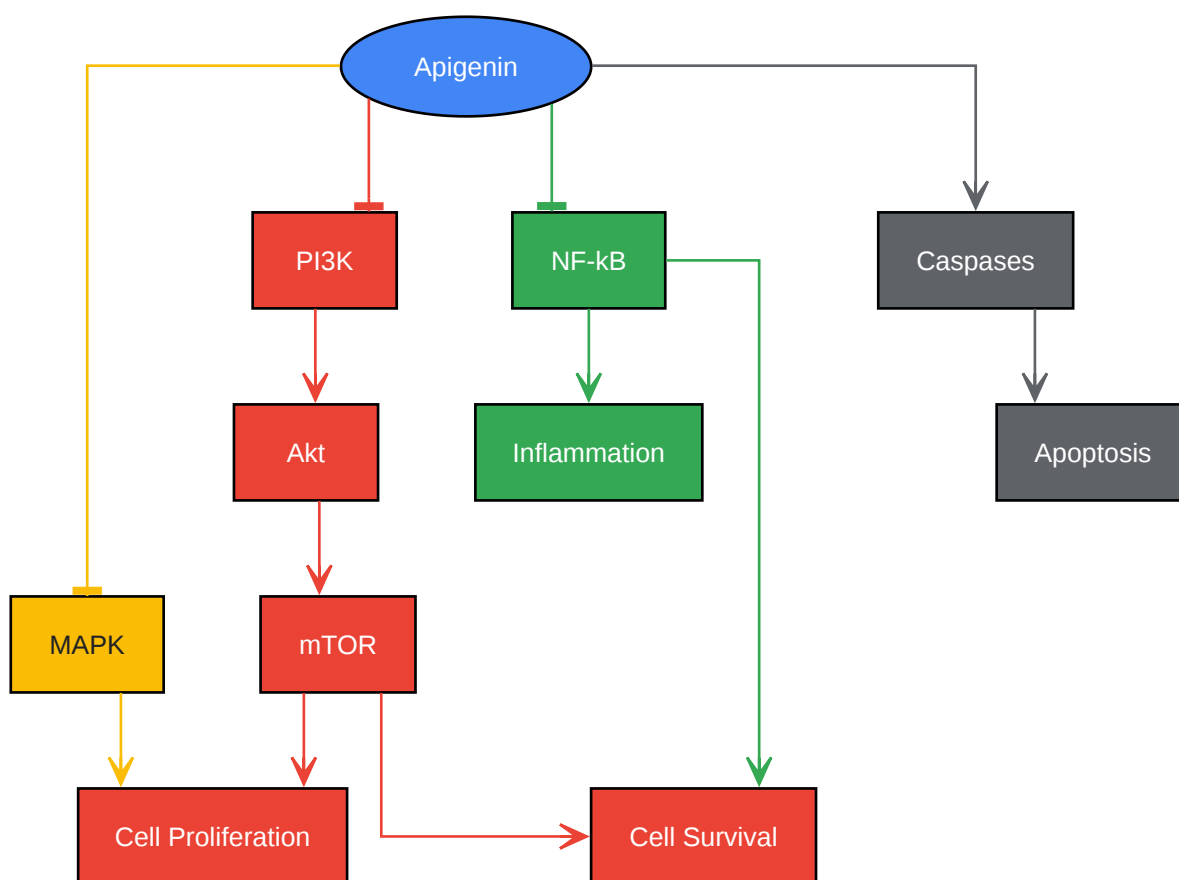 Apigenin
PI3K
NF-kB
Caspases
Akt
Inflammation
Apoptosis
MAPK
mTOR
Cell Proliferation
Cell Survival